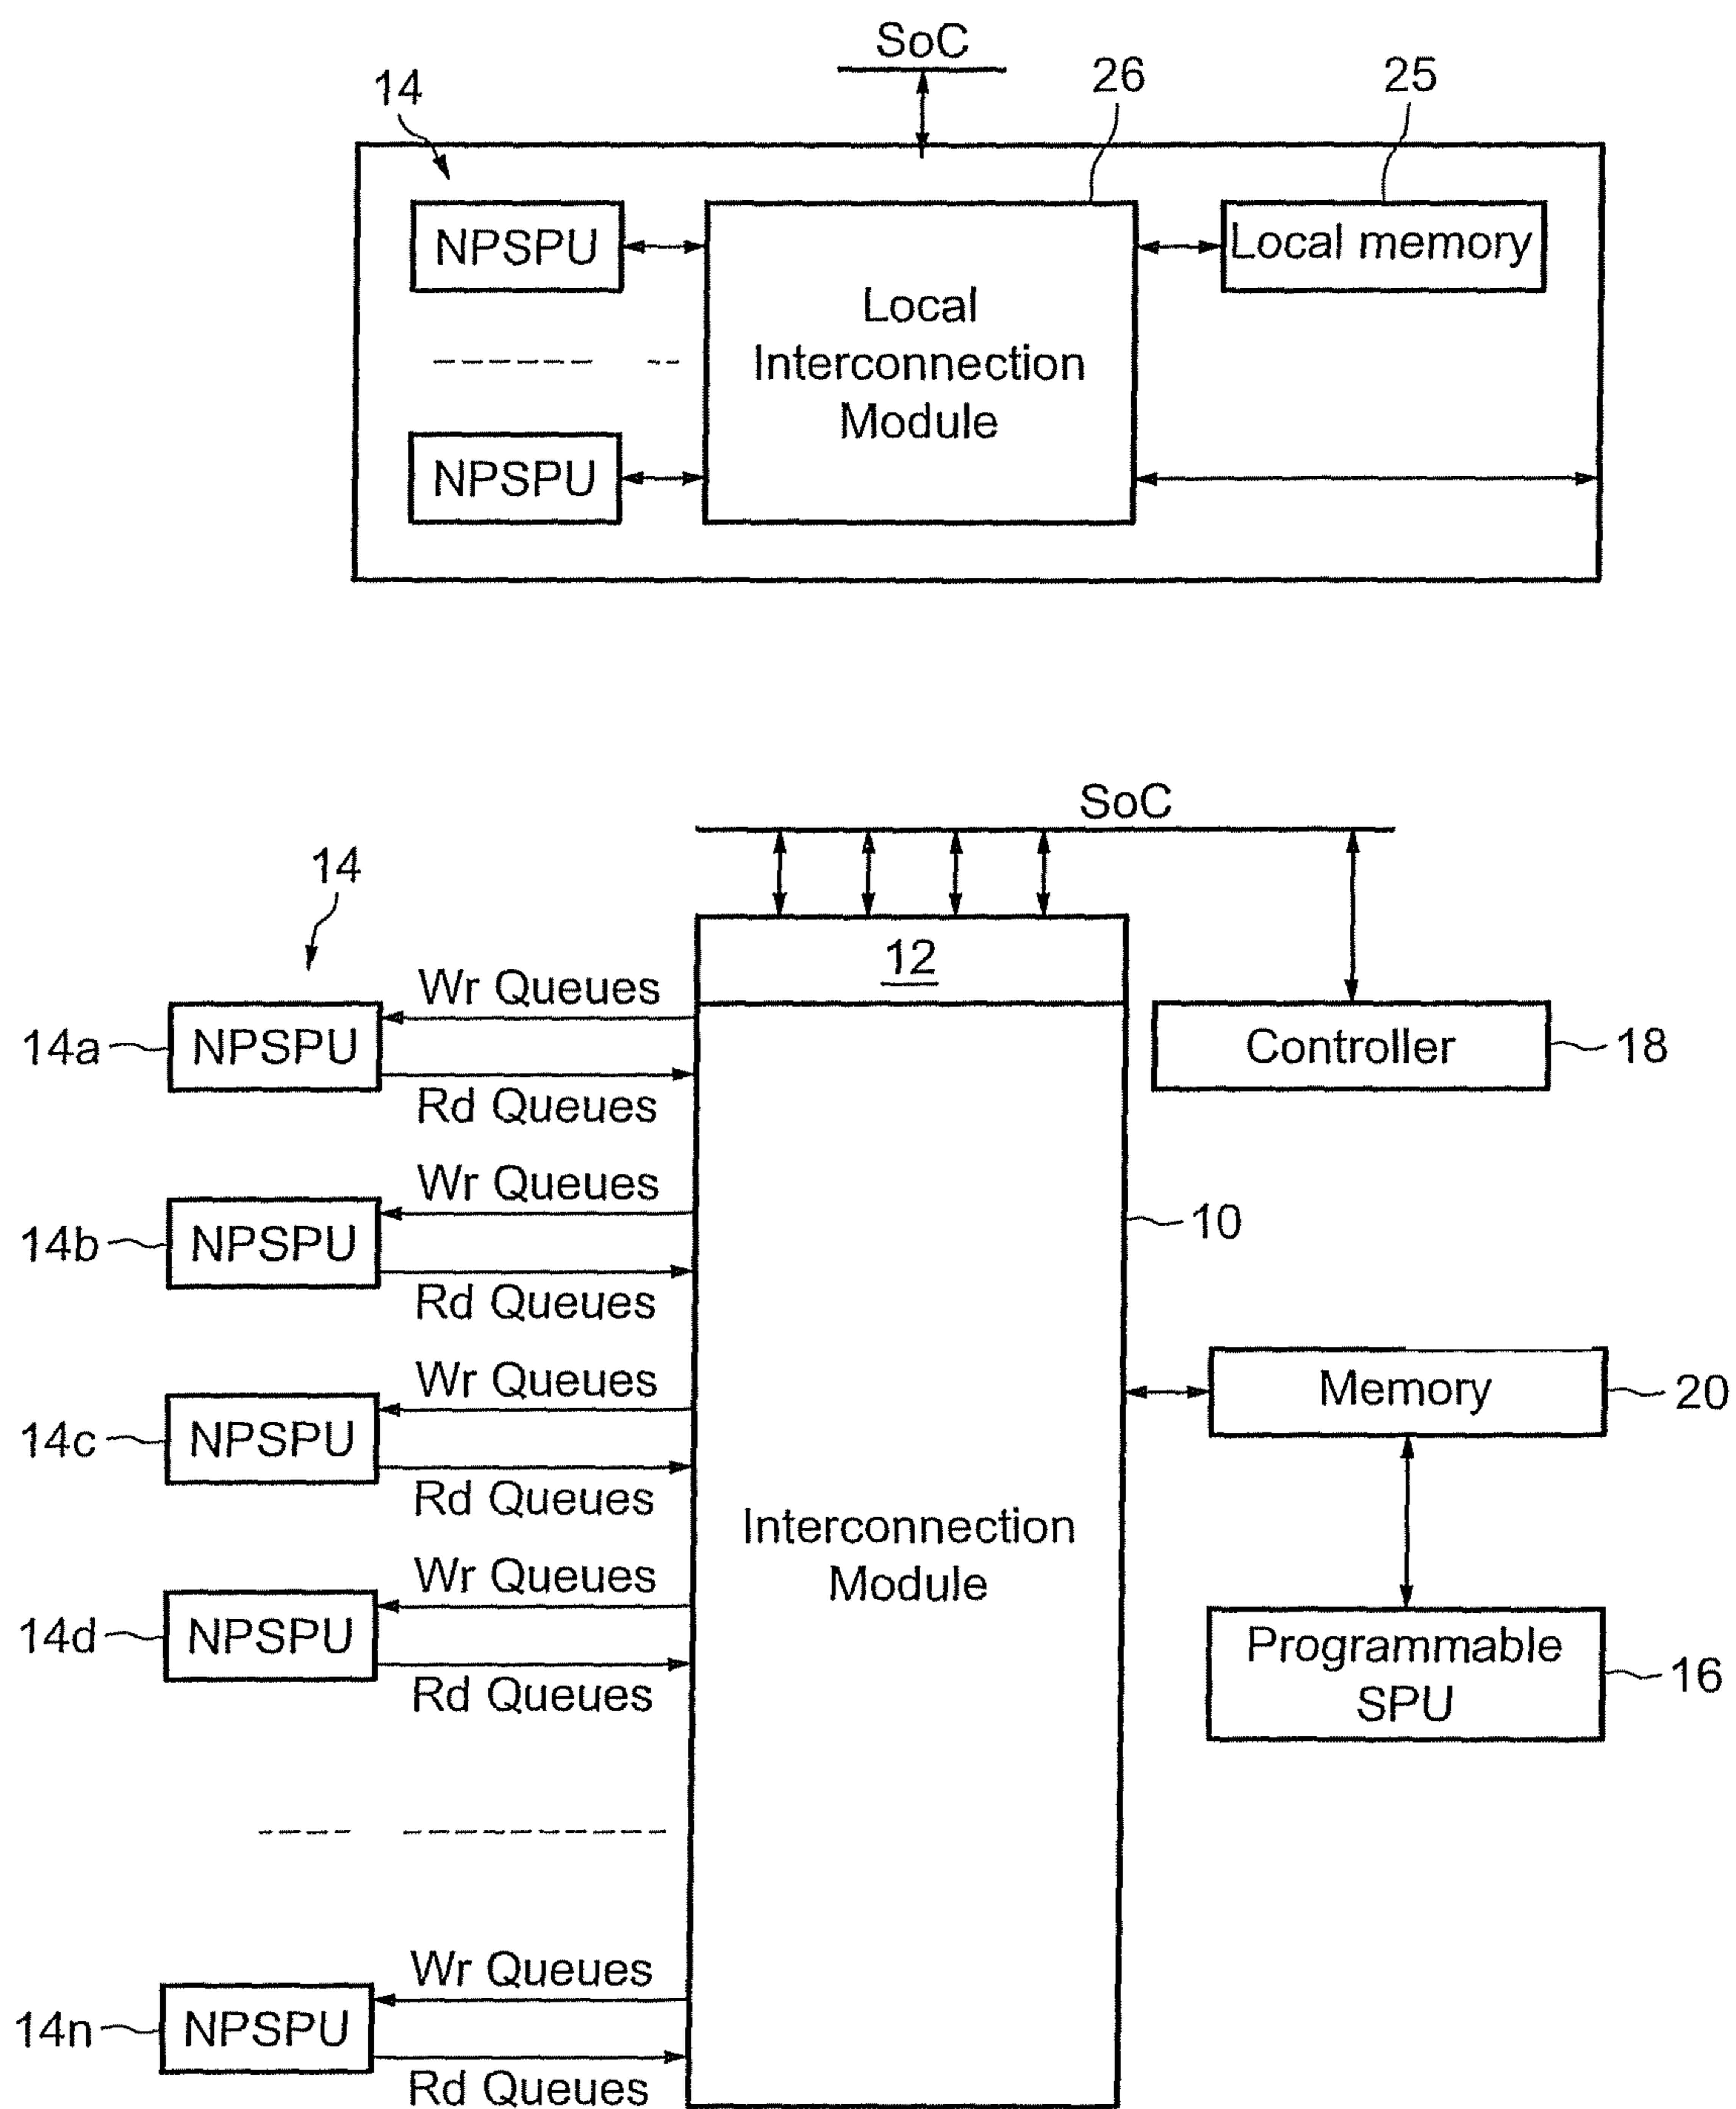 SoC
14
26
25
NPSPU
Local memory
Local
Interconnection
Module
NPSPU
SoC
14
12
Wr Queues
14a
NPSPU
Controller
18
Rd Queues
Wr Queues
14b
NPSPU
10
Rd Queues
Wr Queues
Memory
20
14c
NPSPU
Rd Queues
Interconnection
Module
Wr Queues
14d
NPSPU
Programmable
SPU
16
Rd Queues
Wr Queues
14n
NPSPU
Rd Queues